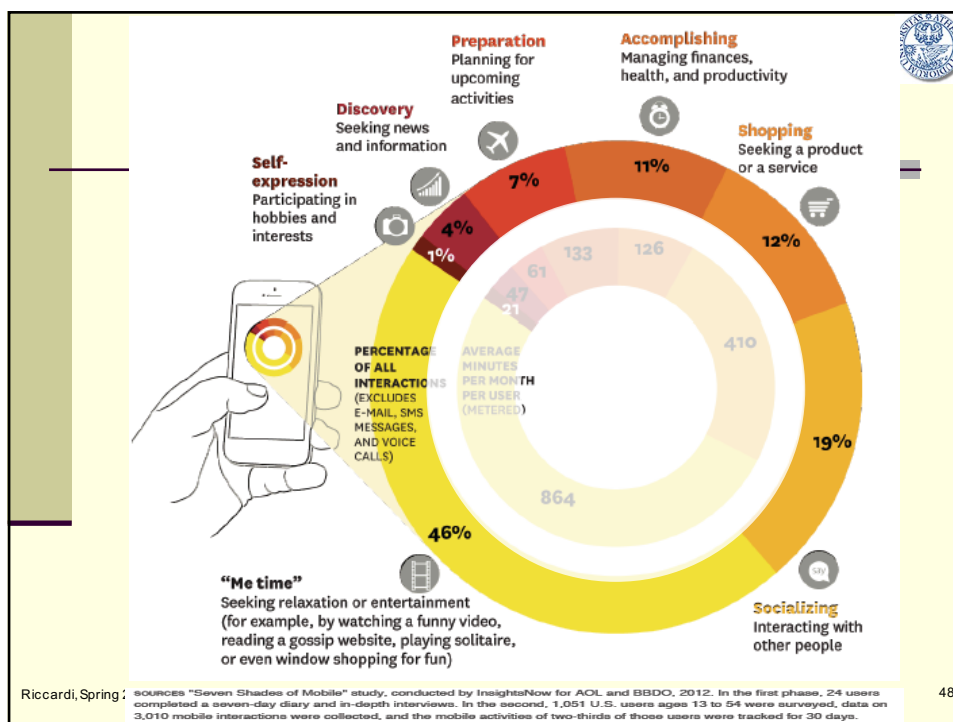 Preparation
Planning for
upcoming
activities
Accomplishing
Managing finances,
health, and productivity
Discovery
Seeking news
and information
Shopping
Seeking a product
or a service
Self-
expression
Participating in
hobbies and
interests
7%
11%
4%
1%
12%
133
126
61
47
21
410
PERCENTAGE
OF ALL
INTERACTIONS
(EXCLUDES
E-MAIL, SMS
MESSAGES,
AND VOICE
CALLS)
AVERAGE
MINUTES
PER MONTH
PER USER
(METERED)
19%
864
46%
say
"Me time"
Seeking relaxation or entertainment
(for example, by watching a funny video,
reading a gossip website, playing solitaire,
or even window shopping for fun)
Socializing
Interacting with
other people
Riccardi, Spring
48
SOURCES "Seven Shades of Mobile" study, conducted by InsightsNow for AOL and BBDO, 2012. In the first phase, 24 users
completed a seven-day diary and in-depth interviews. In the second, 1,051 U.S. users ages 13 to 54 were surveyed, data on
3,010 mobile interactions were collected, and the mobile activities of two-thirds of those users were tracked for 30 days.